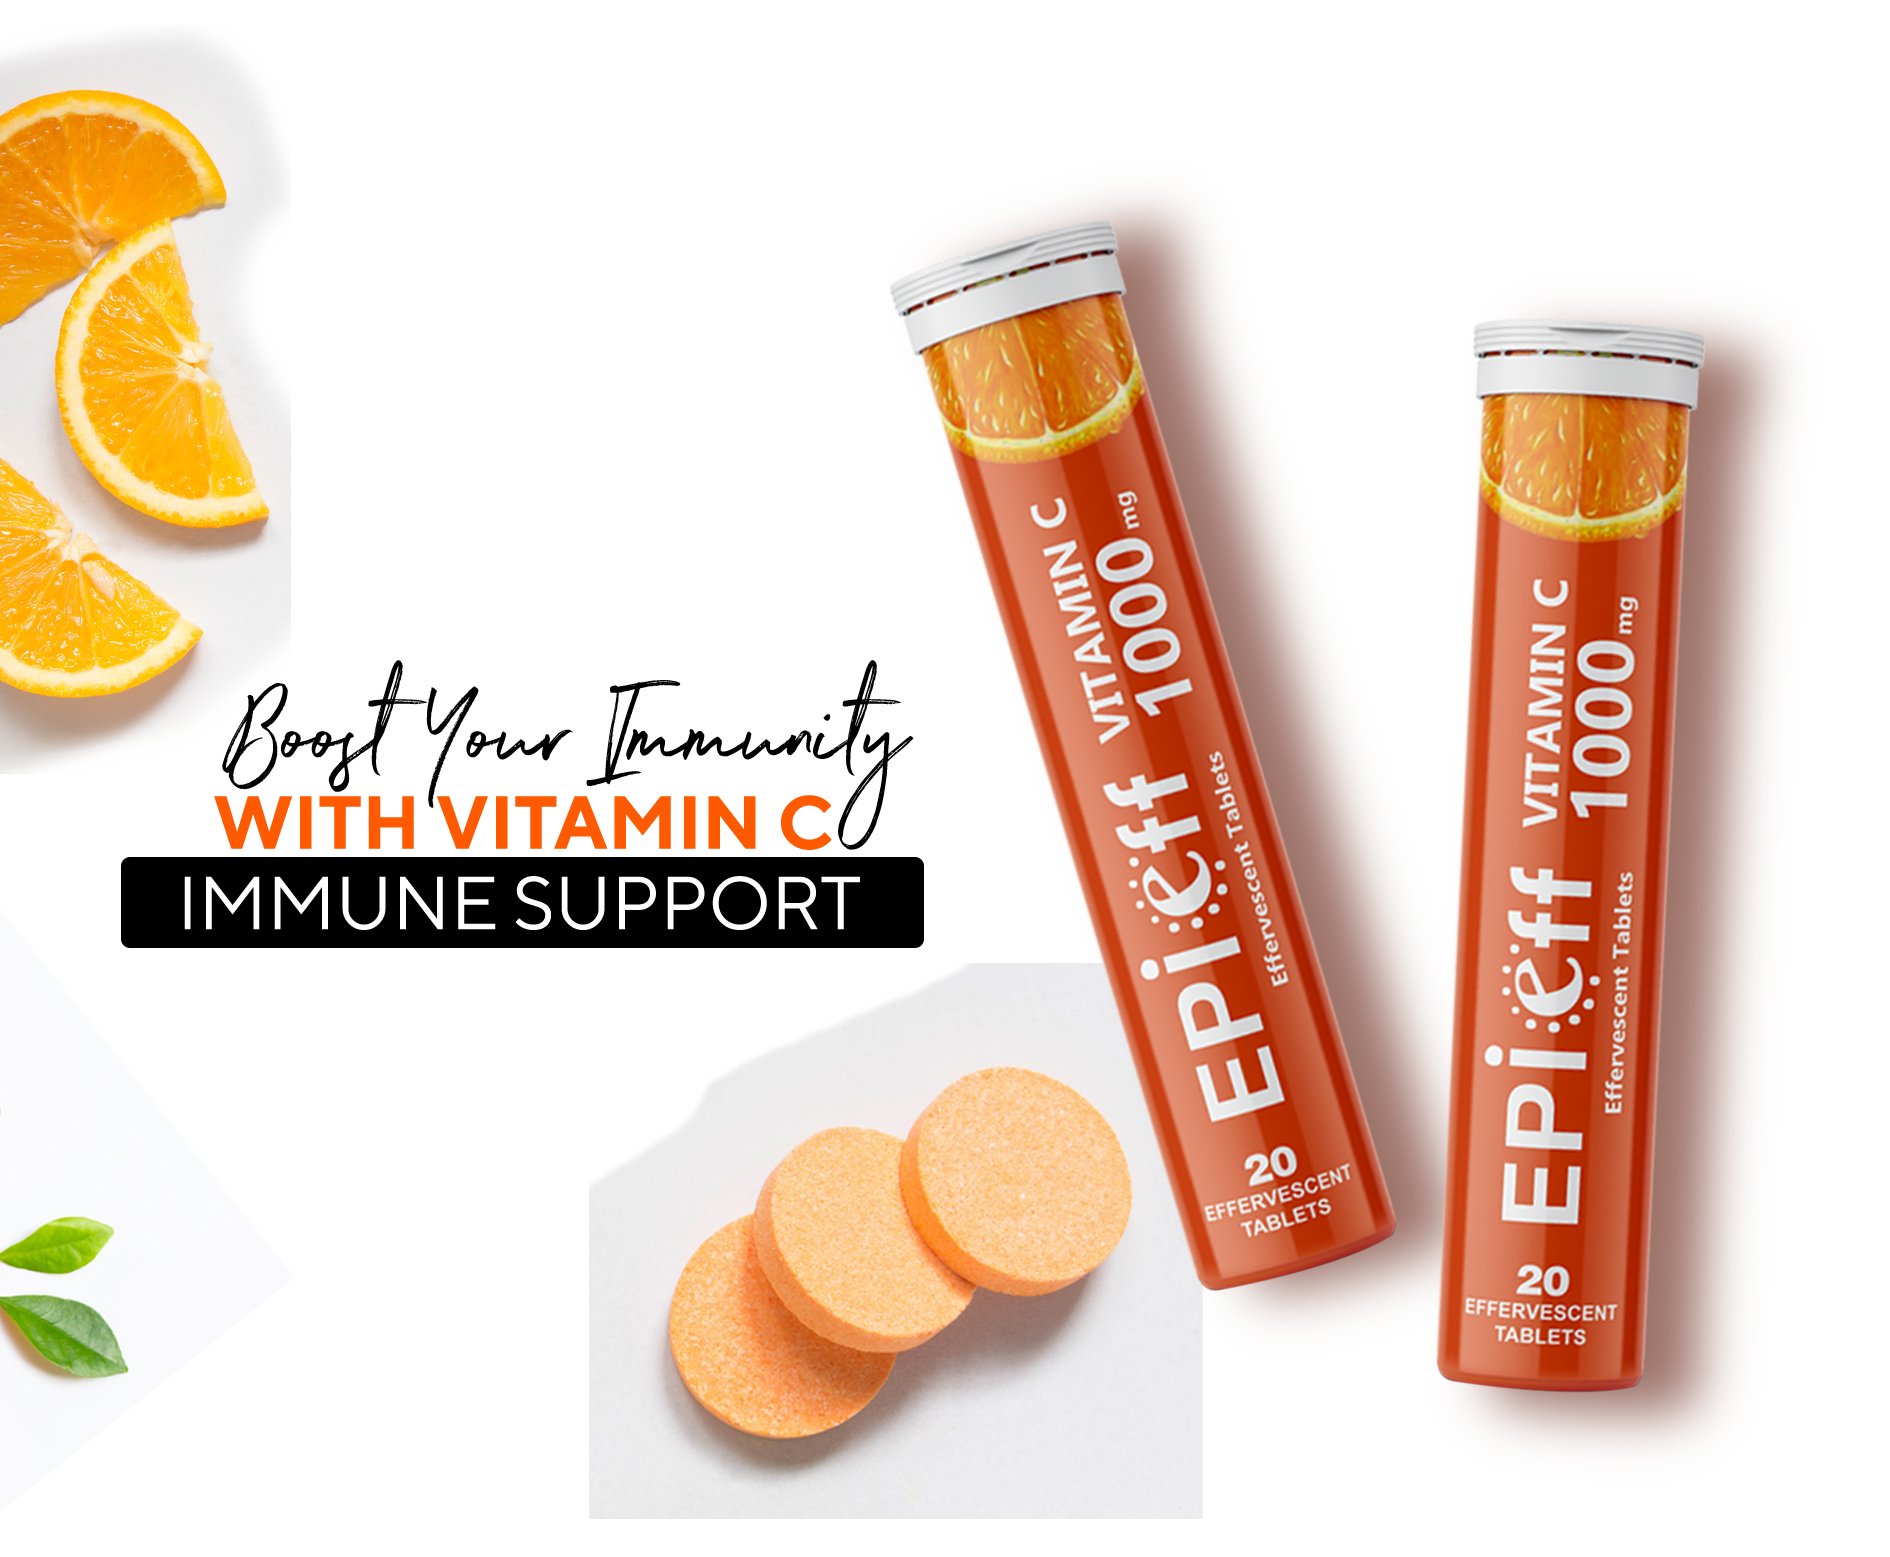 Boost Your Immunity
WITH VITAMIN C
IMMUNE SUPPORT
EPieff VITAMIN C
1000 mg
Effervescent Tablets
20
EFFERVESCENT
TABLETS
EPieff VITAMIN C
1000 mg
Effervescent Tablets
20
EFFERVESCENT
TABLETS